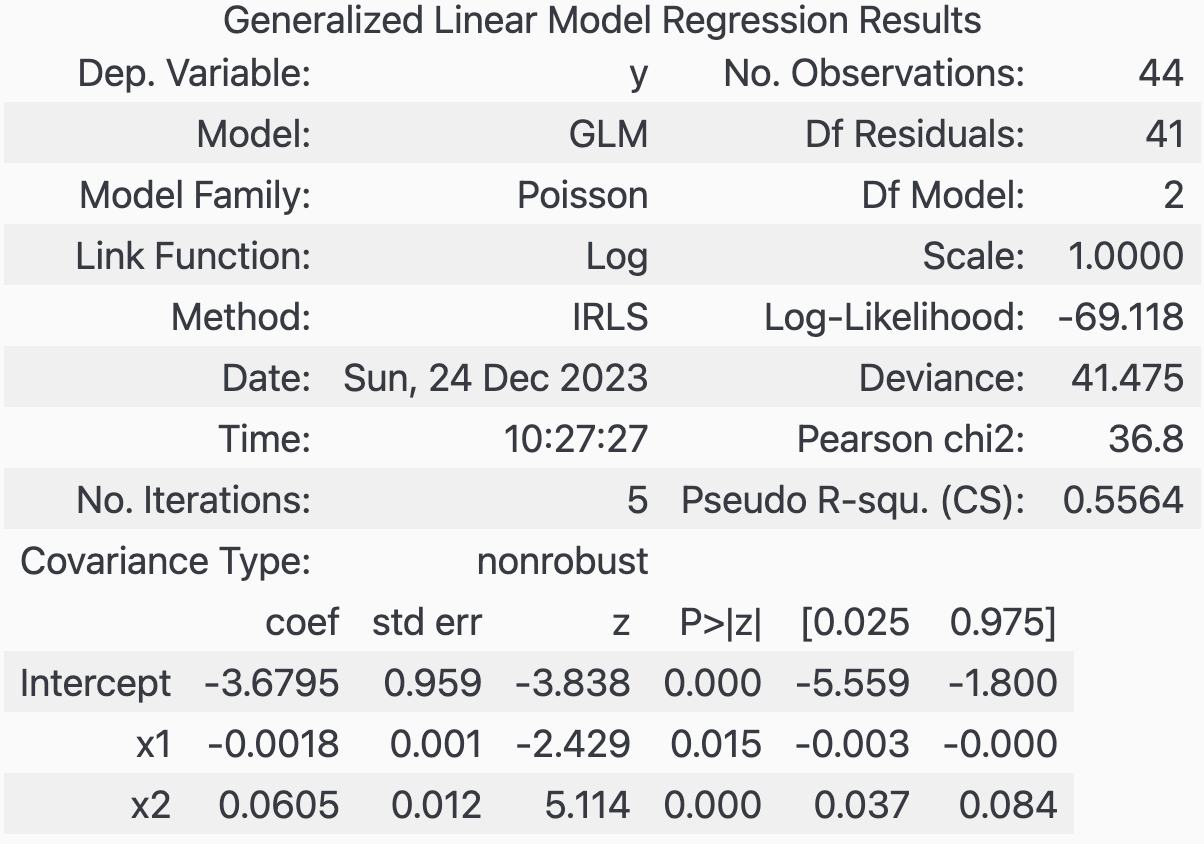 Generalized Linear Model Regression Results
Dep. Variable: y No. Observations: 44
Model: GLM Df Residuals: 41
Model Family: Poisson Df Model: 2
Link Function: Log Scale: 1.0000
Method: IRLS Log-Likelihood: -69.118
Date: Sun, 24 Dec 2023 Deviance: 41.475
Time: 10:27:27 Pearson chi2: 36.8
No. Iterations: 5 Pseudo R-squ. (CS): 0.5564
Covariance Type: nonrobust
coef std err z P>|z| [0.025 0.975]
Intercept -3.6795 0.959 -3.838 0.000 -5.559 -1.800
x1 -0.0018 0.001 -2.429 0.015 -0.003 -0.000
x2 0.0605 0.012 5.114 0.000 0.037 0.084